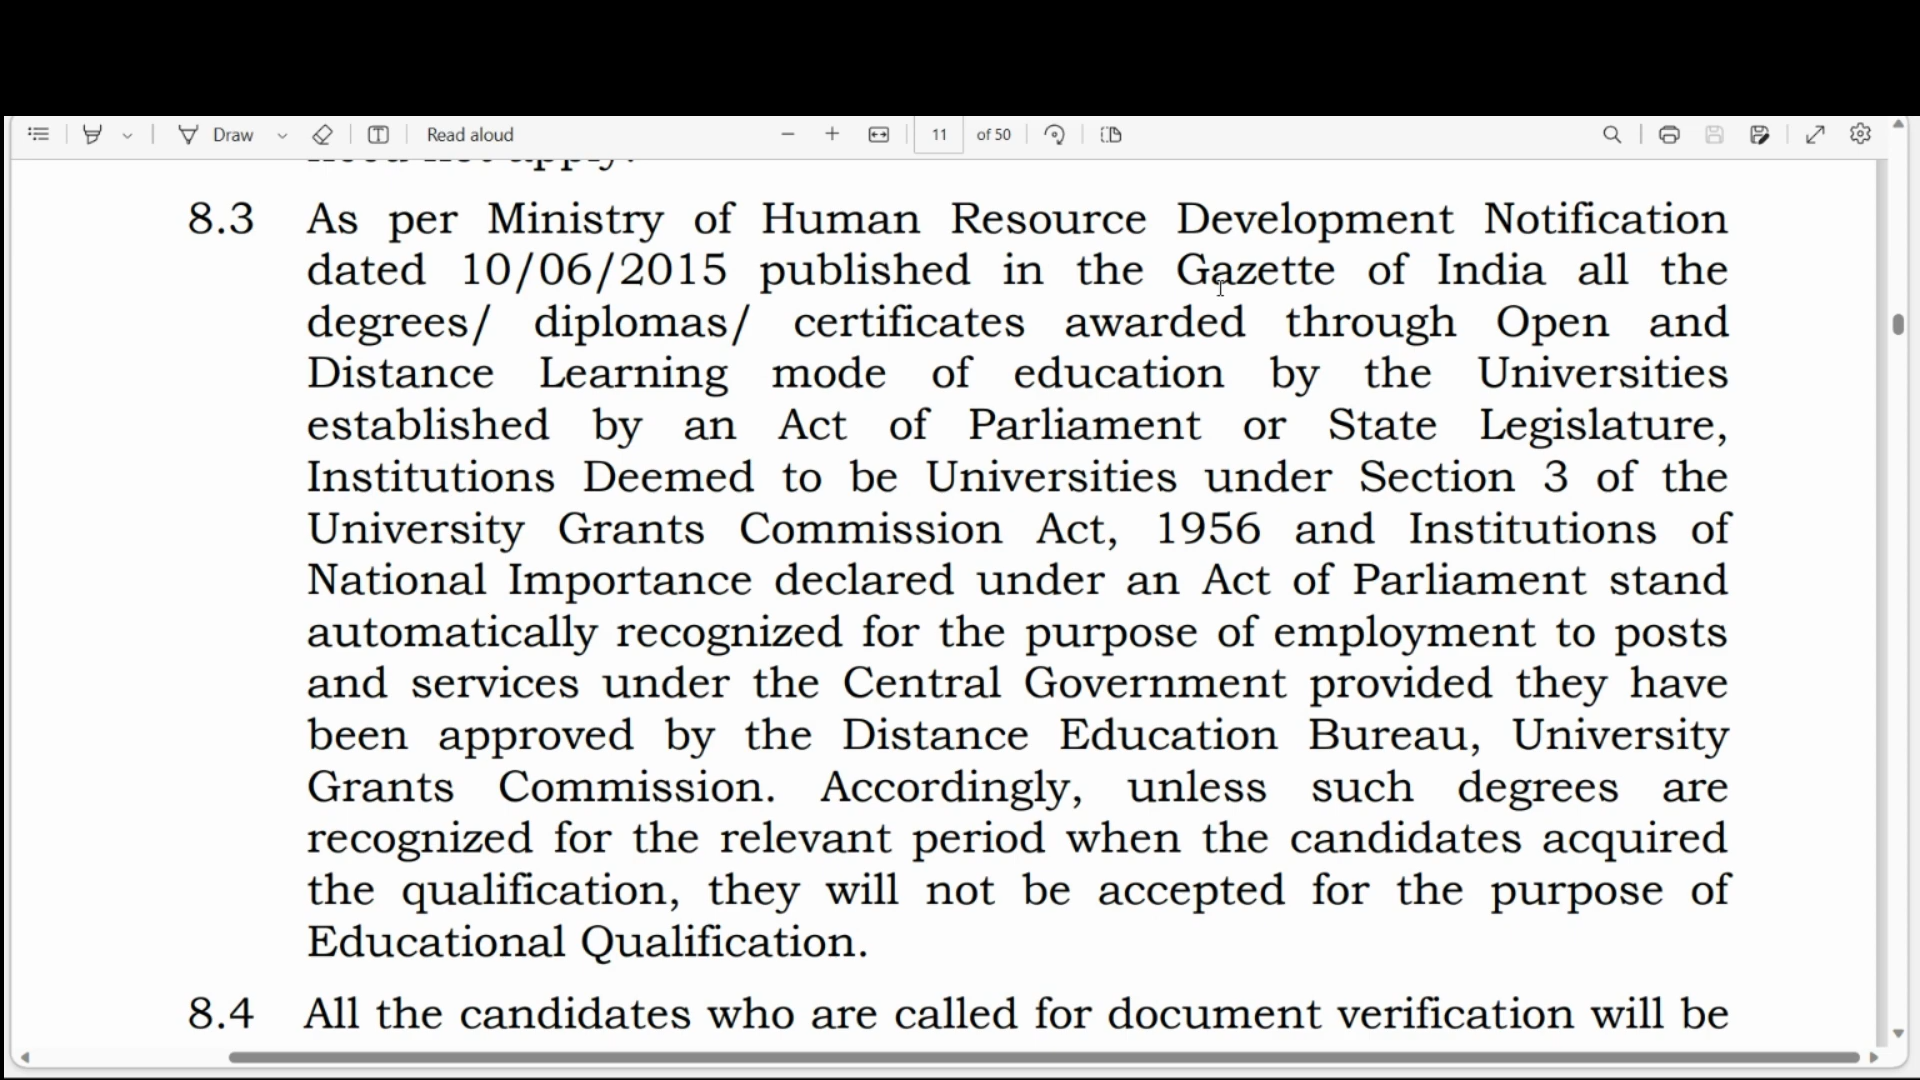 Draw
Read aloud
11 of 50
need not apply.
8.3 As per Ministry of Human Resource Development Notification
dated 10/06/2015 published in the Gazette of India all the
degrees/ diplomas/ certificates awarded through Open and
Distance Learning mode of education by the Universities
established by an Act of Parliament or State Legislature,
Institutions Deemed to be Universities under Section 3 of the
University Grants Commission Act, 1956 and Institutions of
National Importance declared under an Act of Parliament stand
automatically recognized for the purpose of employment to posts
and services under the Central Government provided they have
been approved by the Distance Education Bureau, University
Grants Commission. Accordingly, unless such degrees are
recognized for the relevant period when the candidates acquired
the qualification, they will not be accepted for the purpose of
Educational Qualification.
8.4 All the candidates who are called for document verification will be